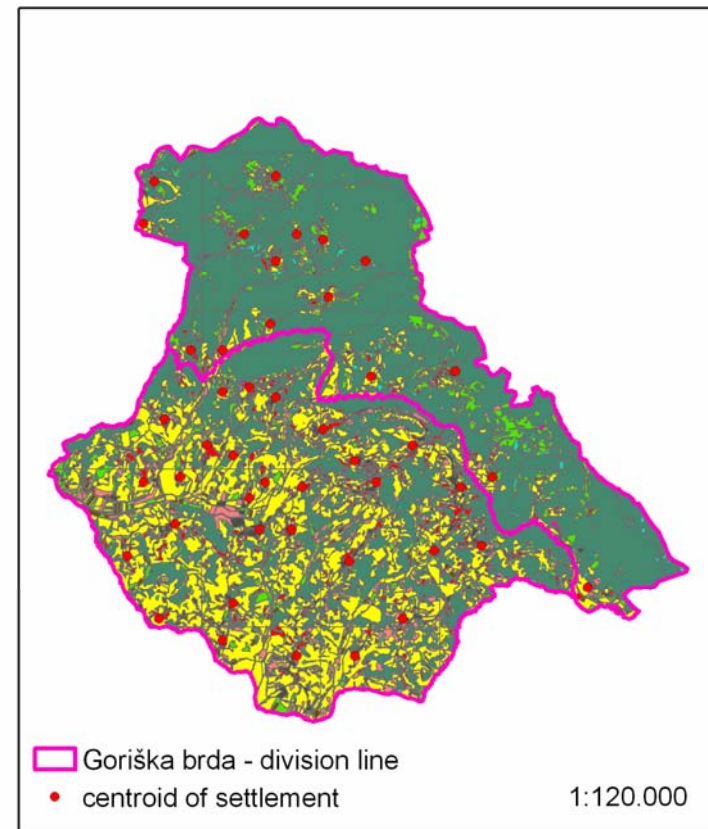 Goriška brda - division line
centroid of settlement
1:120.000